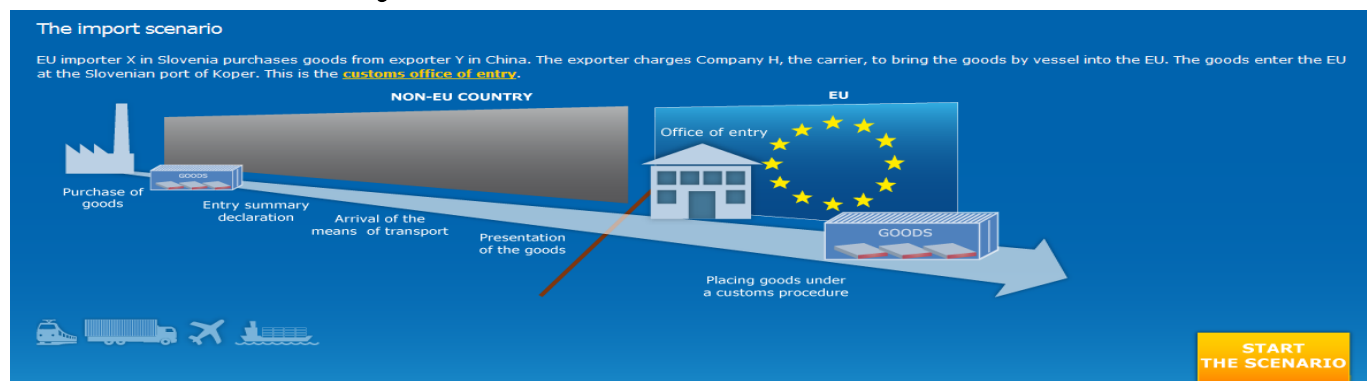 The import scenario
EU importer X in Slovenia purchases goods from exporter Y in China. The exporter charges Company H, the carrier, to bring the goods by vessel into the EU. The goods enter the EU
at the Slovenian port of Koper. This is the customs office of entry.
NON-EU COUNTRY
EU
Office of entry
GOODS
Purchase of
goods
Entry summary
declaration
Arrival of the
means of transport
Presentation
of the goods
GOODS
Placing goods under
a customs procedure
START
THE SCENARIO